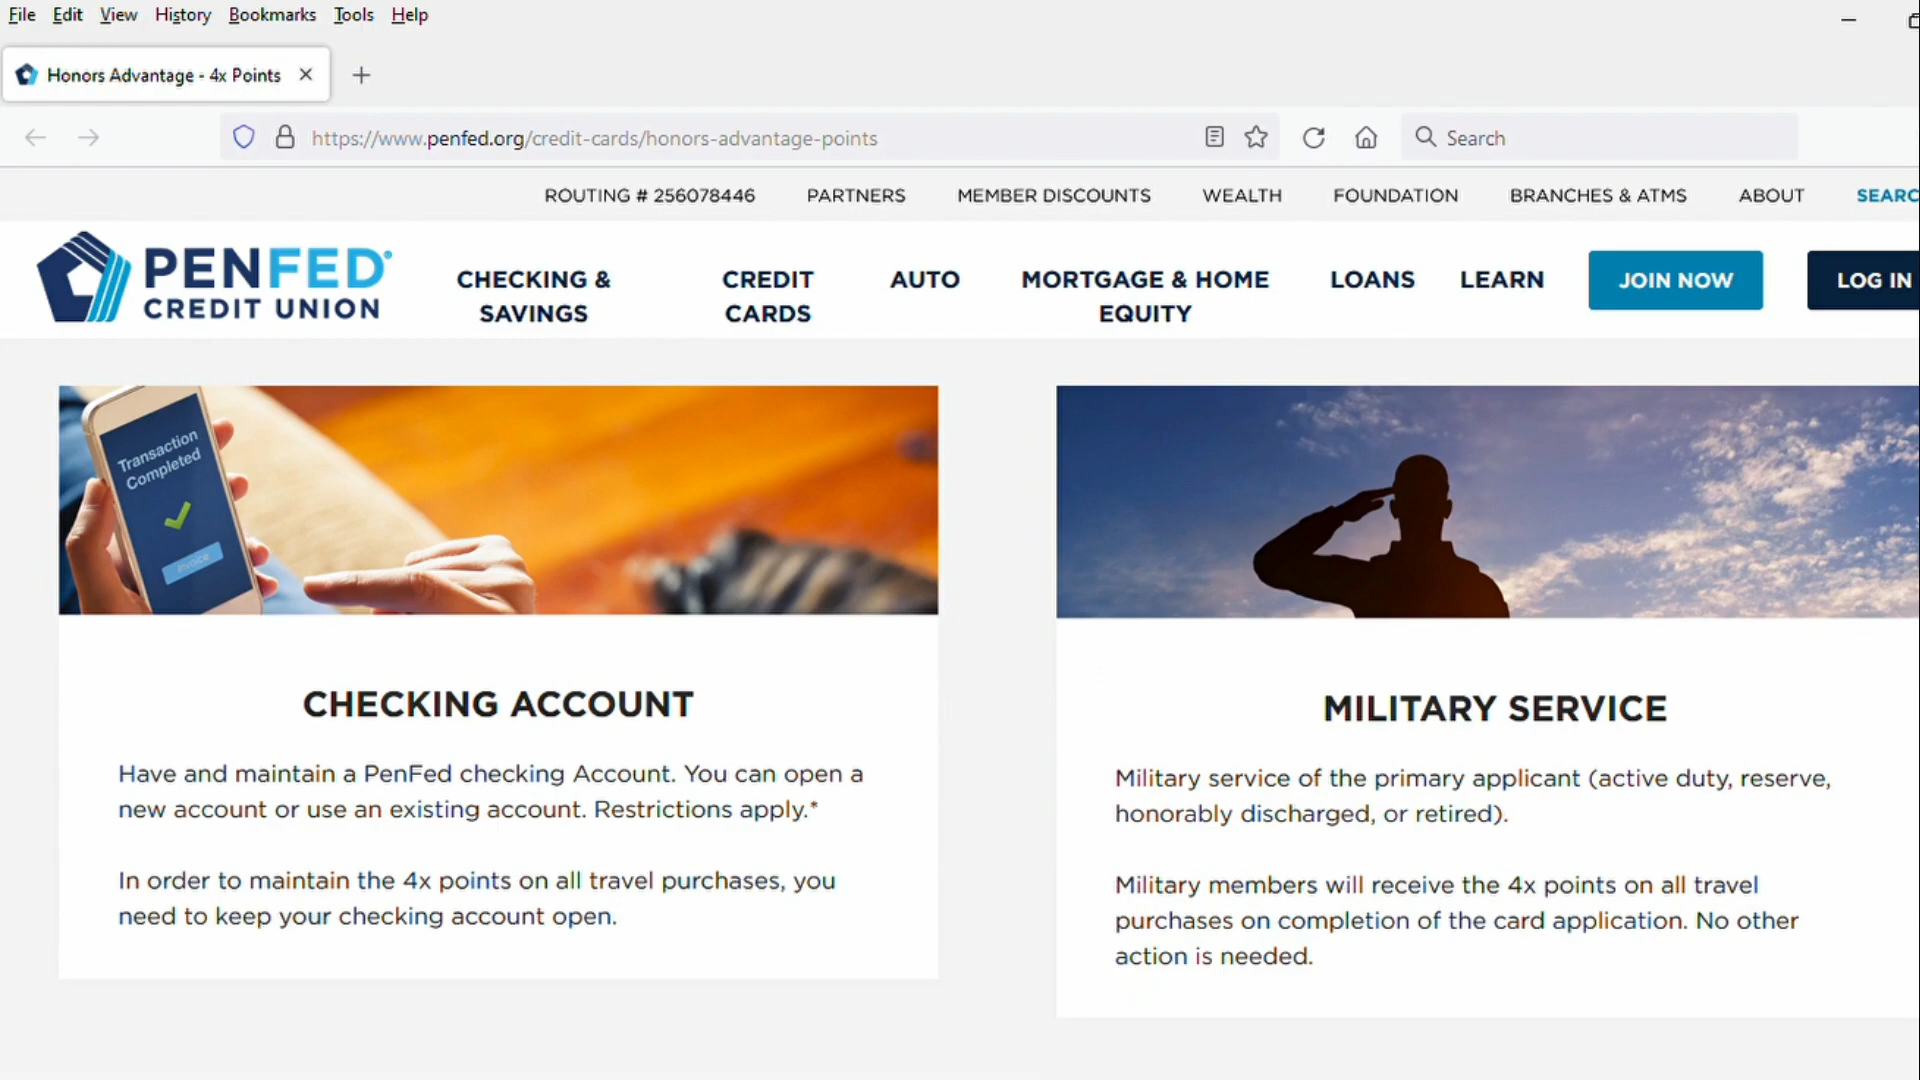 File Edit View History Bookmarks Tools Help
Honors Advantage - 4x Points
https://www.penfed.org/credit-cards/honors-advantage-points
Search
ROUTING # 256078446 PARTNERS MEMBER DISCOUNTS WEALTH FOUNDATION BRANCHES & ATMS ABOUT SEARC
PENFED®
CREDIT UNION
CHECKING &
SAVINGS
CREDIT
CARDS
AUTO
MORTGAGE & HOME
EQUITY
LOANS
LEARN
JOIN NOW
LOG IN
Transaction
Completed
Invoice
CHECKING ACCOUNT
Have and maintain a PenFed checking Account. You can open a
new account or use an existing account. Restrictions apply.*
In order to maintain the 4x points on all travel purchases, you
need to keep your checking account open.
MILITARY SERVICE
Military service of the primary applicant (active duty, reserve,
honorably discharged, or retired).
Military members will receive the 4x points on all travel
purchases on completion of the card application. No other
action is needed.